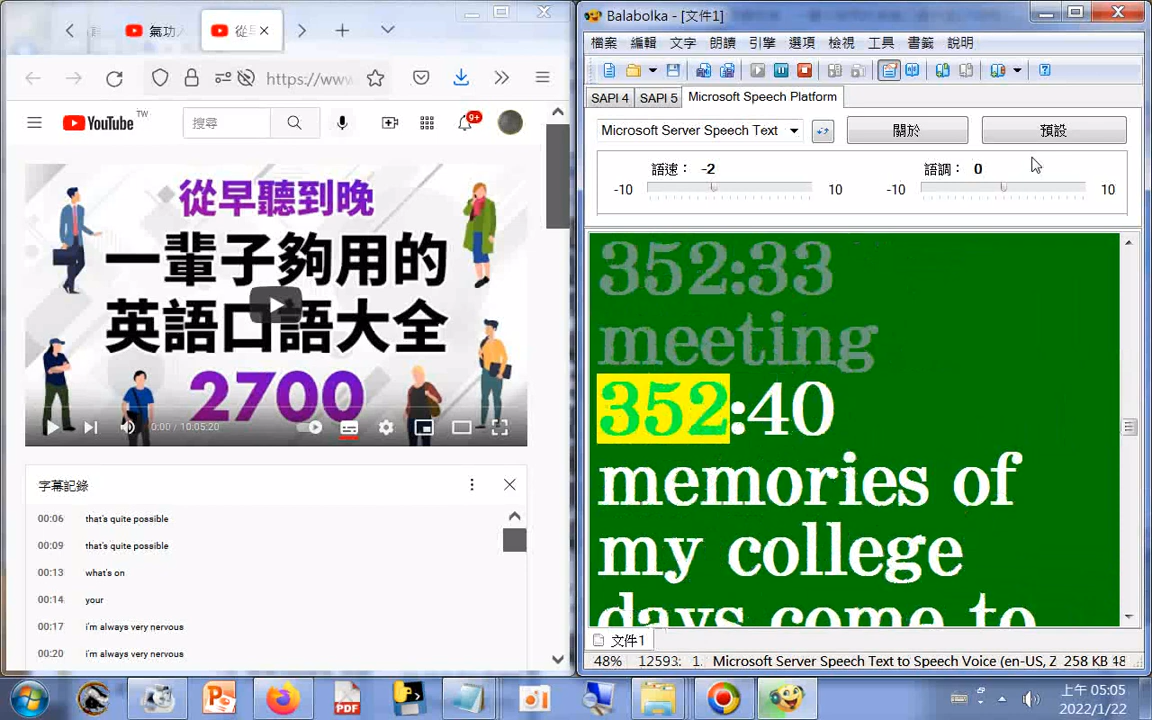 氣功
從
https://www
YouTube TW
搜尋
9+
從早聽到晚
一輩子夠用的
英語口語大全
2700
0:00 / 10:05:20
字幕記錄
00:06 that's quite possible
00:09 that's quite possible
00:13 what's on
00:14 your
00:17 i'm always very nervous
00:20 i'm always very nervous
Balabolka - [文件1]
檔案 編輯 文字 朗讀 引擎 選項 檢視 工具 書籤 說明
SAPI 4 SAPI 5 Microsoft Speech Platform
Microsoft Server Speech Text 關於 預設
語速： -2 語調： 0
-10 10 -10 10
352:33
meeting
352:40
memories of
my college
days come to
文件1
48% 12593: 1. Microsoft Server Speech Text to Speech Voice (en-US, Z 258 KB 48
PDF
上午 05:05
2022/1/22